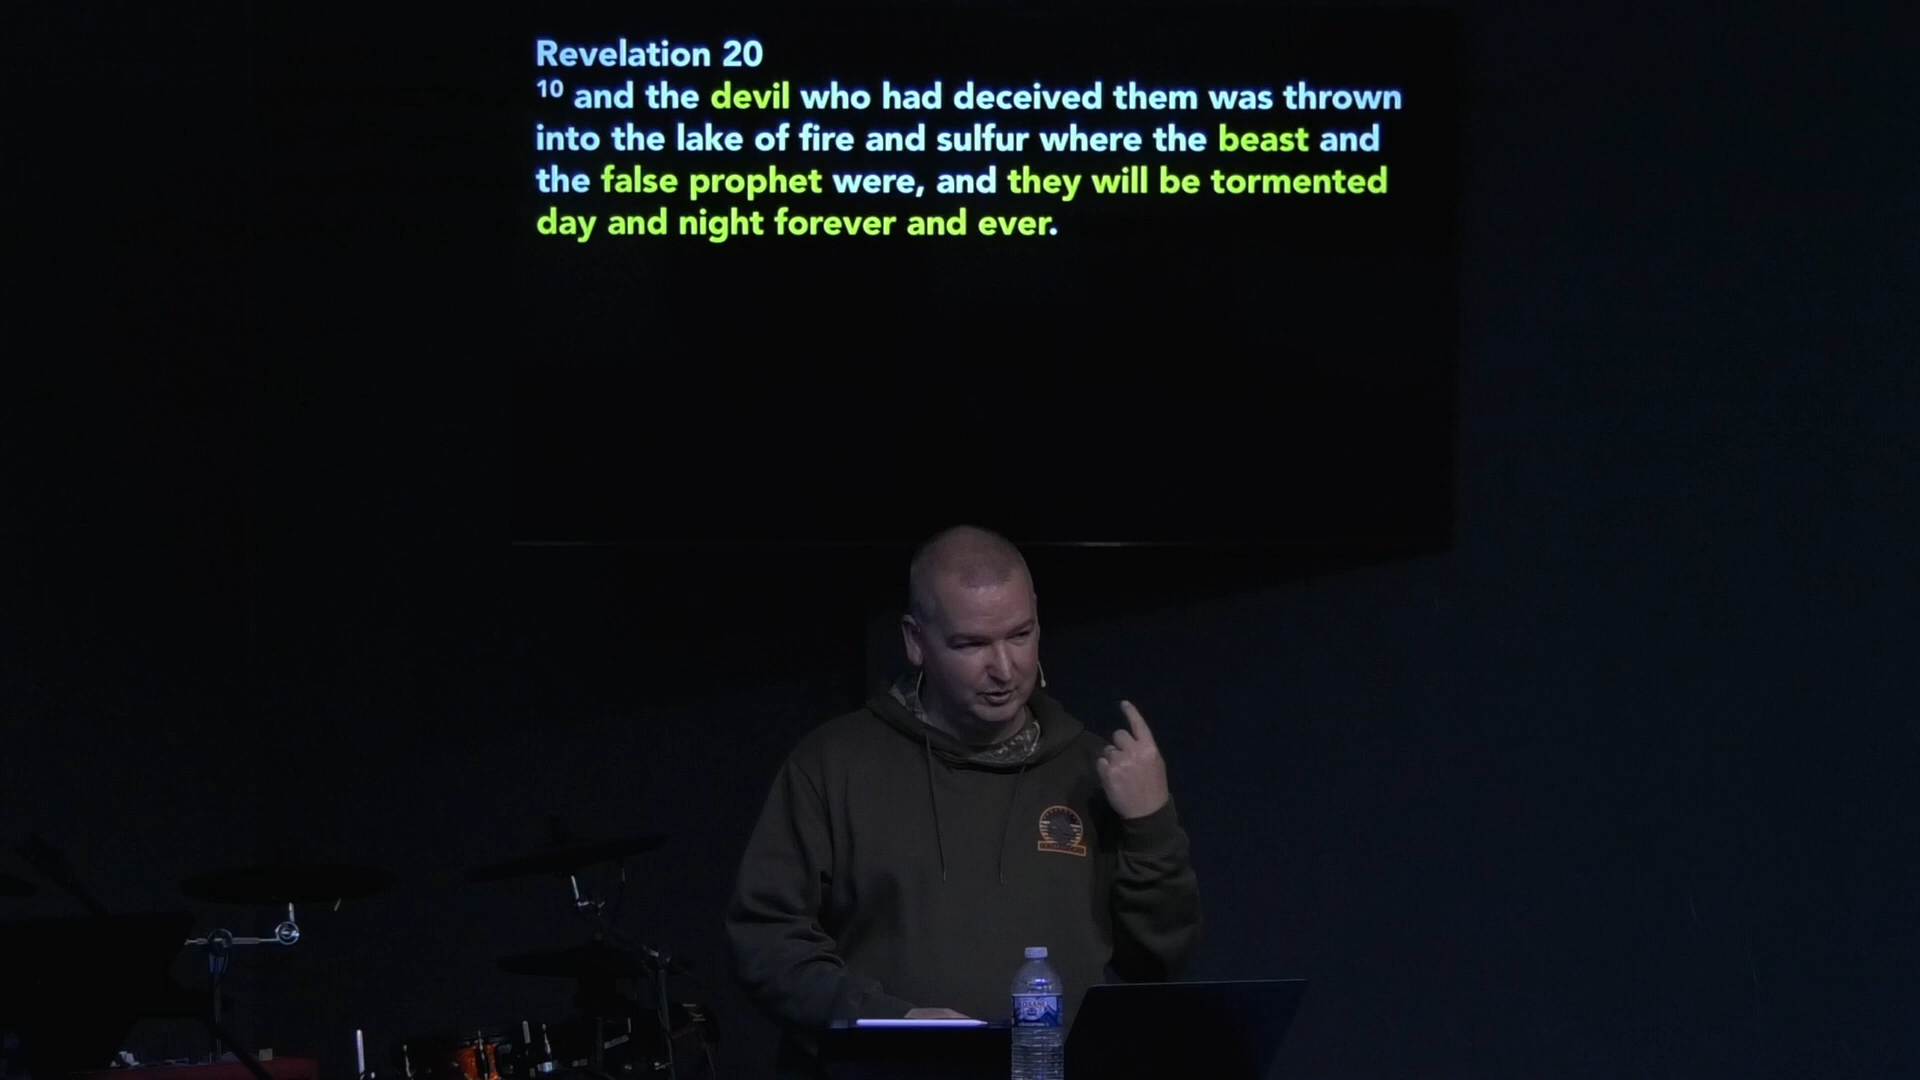 Revelation 20
10 and the devil who had deceived them was thrown
into the lake of fire and sulfur where the beast and
the false prophet were, and they will be tormented
day and night forever and ever.